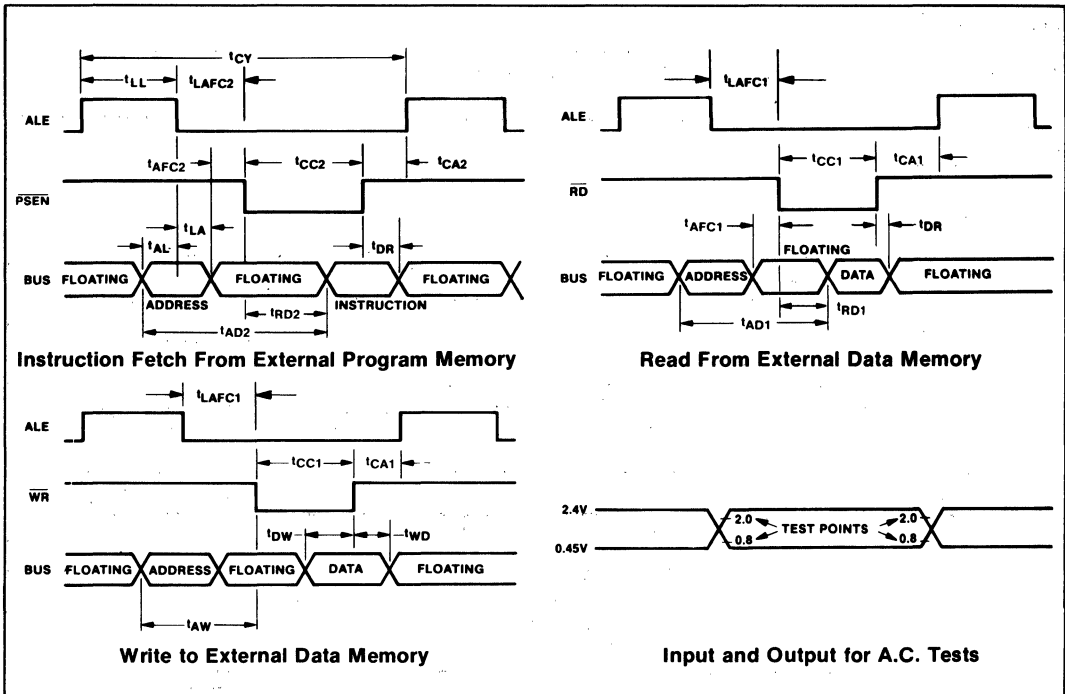 tCY
tLL
tLAFC2
ALE
tAFC2
tCC2
tCA2
PSEN
tLA
tAL
tDR
BUS
FLOATING
FLOATING
FLOATING
ADDRESS
INSTRUCTION
tRD2
tAD2
Instruction Fetch From External Program Memory
tLAFC1
ALE
tCC1
tCA1
RD
tAFC1
tDR
FLOATING
BUS
FLOATING
ADDRESS
DATA
FLOATING
tRD1
tAD1
Read From External Data Memory
tLAFC1
ALE
tCC1
tCA1
WR
tDW
tWD
BUS
FLOATING
ADDRESS
FLOATING
DATA
FLOATING
tAW
Write to External Data Memory
2.4V
2.0
TEST POINTS
2.0
0.8
0.8
0.45V
Input and Output for A.C. Tests